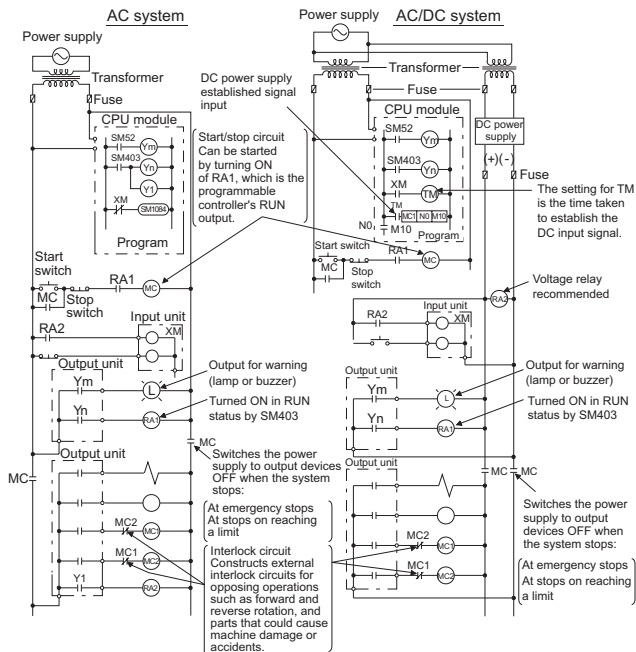 AC system
Power supply
Transformer
Fuse
CPU module
SM52
Ym
SM403
Yn
Y1
XM
SM1084
Program
Start
switch
MC
Stop
switch
RA1
MC
RA2
Input unit
XM
Output unit
Ym
L
Yn
RA1
MC
MC
Output unit
MC2
MC1
MC1
MC2
Y1
RA2
DC power supply
established signal
input
Start/stop circuit
Can be started
by turning ON
of RA1, which is the
programmable
controller's RUN
output.
Output for warning
(lamp or buzzer)
Turned ON in RUN
status by SM403
Switches the power
supply to output devices
OFF when the system
stops:
At emergency stops
At stops on reaching
a limit
Interlock circuit
Constructs external
interlock circuits for
opposing operations
such as forward and
reverse rotation, and
parts that could cause
machine damage or
accidents.
AC/DC system
Power supply
Transformer
Fuse
CPU module
SM52
Ym
SM403
Yn
XM
TM
TM
MC1 N0 M10
N0
M10
Program
DC power
supply
(+)(-)
Fuse
The setting for TM
is the time taken
to establish the
DC input signal.
Start switch
MC
Stop
switch
RA1
MC
RA2
Voltage relay
recommended
RA2
Input unit
XM
Output unit
Ym
L
Yn
RA1
Output for warning
(lamp or buzzer)
Turned ON in RUN
status by SM403
MC
MC
Output unit
MC2
MC1
MC1
MC2
Switches the power
supply to output
devices OFF when
the system stops:
At emergency stops
At stops on reaching
a limit